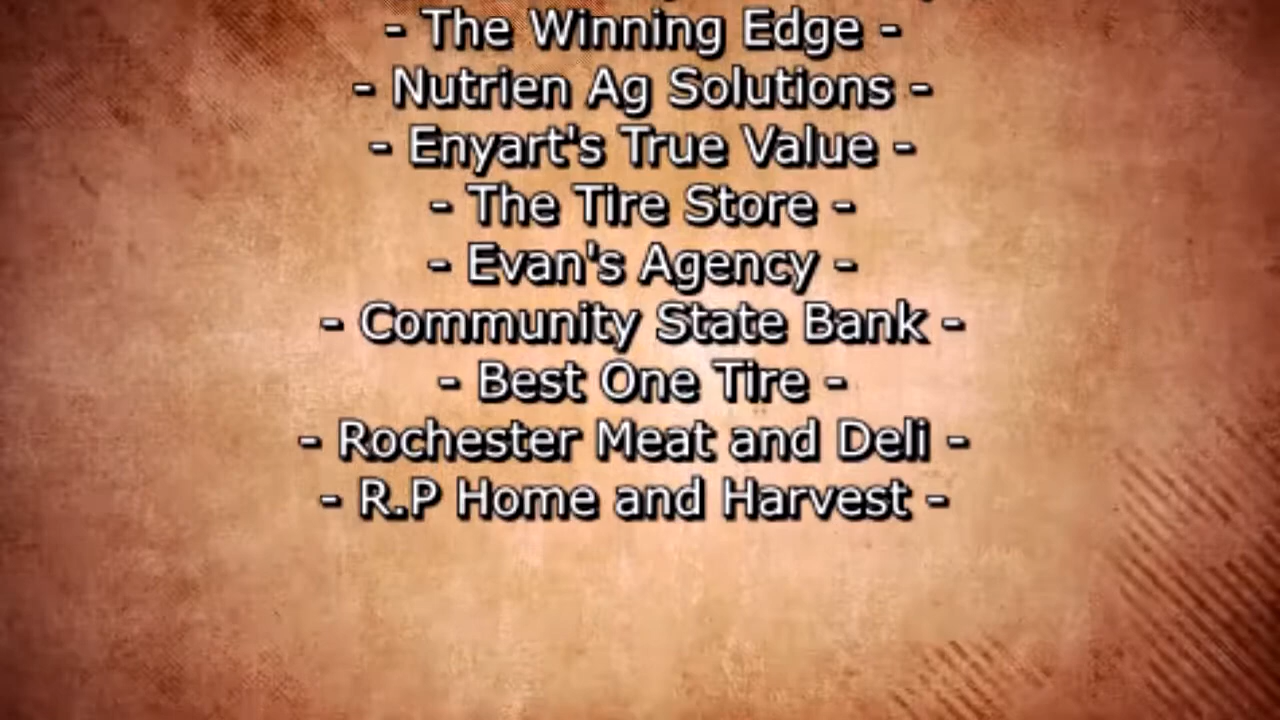 - The Winning Edge -
- Nutrien Ag Solutions -
- Enyart's True Value -
- The Tire Store -
- Evan's Agency -
- Community State Bank -
- Best One Tire -
- Rochester Meat and Deli -
- R.P Home and Harvest -